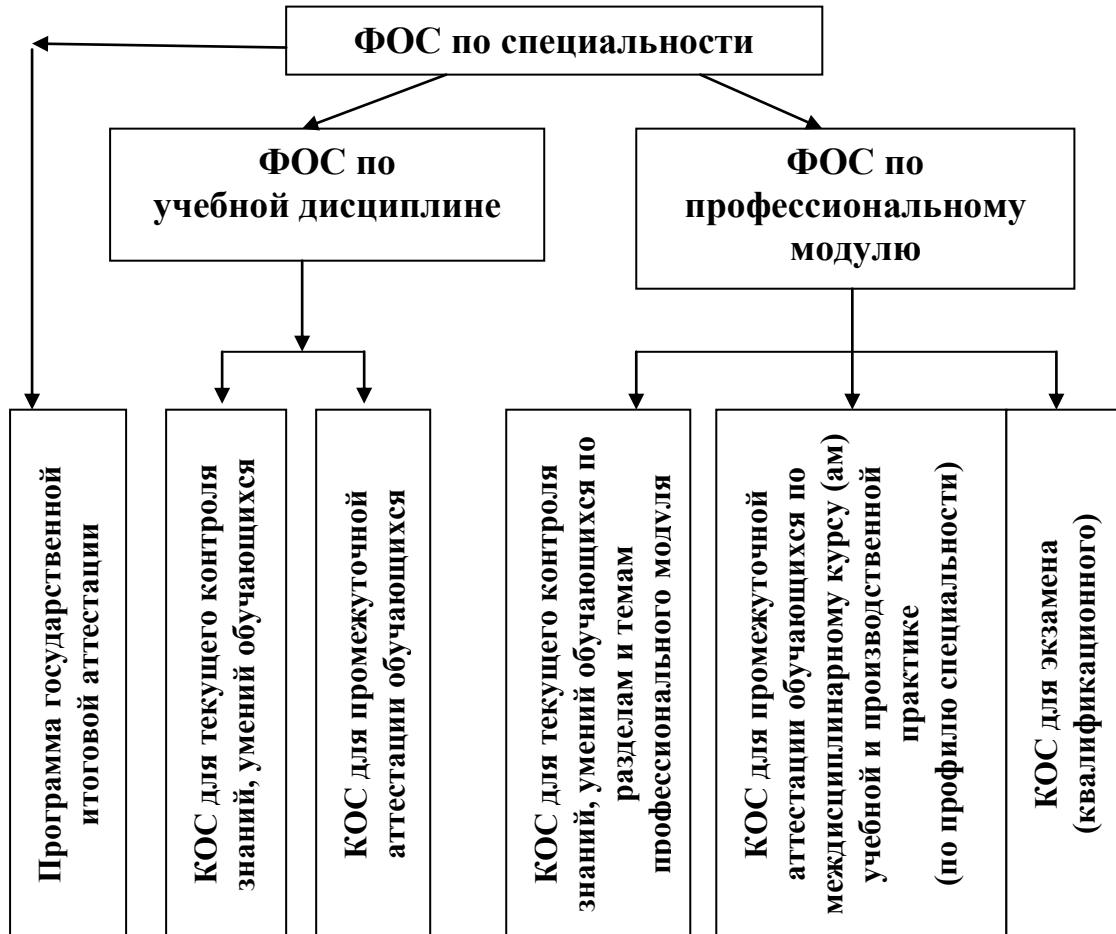 ФОС по специальности
ФОС по
учебной дисциплине
ФОС по
профессиональному
модулю
Программа государственной
итоговой аттестации
КОС для текущего контроля
знаний, умений обучающихся
КОС для промежуточной
аттестации обучающихся
КОС для текущего контроля
знаний, умений обучающихся по
разделам и темам
профессионального модуля
КОС для промежуточной
аттестации обучающихся по
междисциплинарному курсу (ам)
учебной и производственной
практике
(по профилю специальности)
КОС для экзамена
(квалификационного)